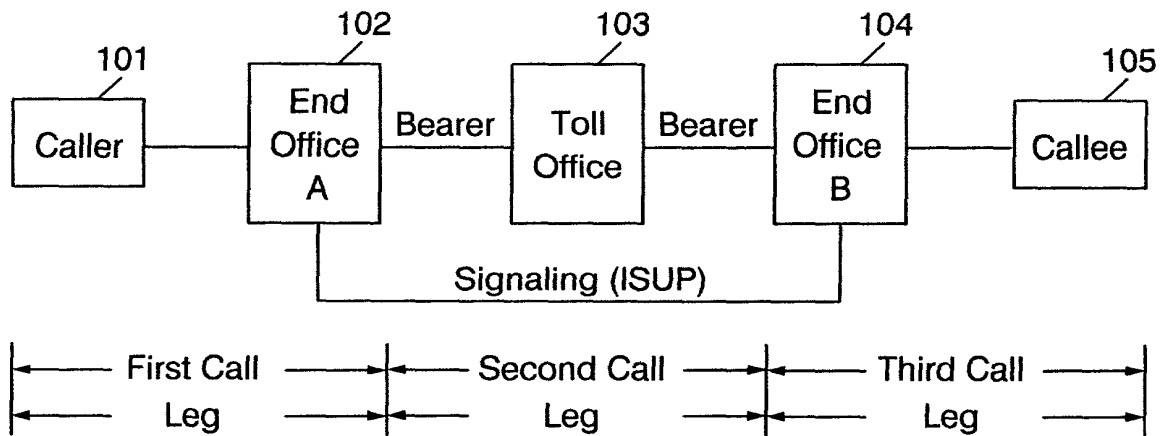 101
102
103
104
105
Caller
End
Office
A
Bearer
Toll
Office
Bearer
End
Office
B
Callee
Signaling (ISUP)
First Call
Leg
Second Call
Leg
Third Call
Leg